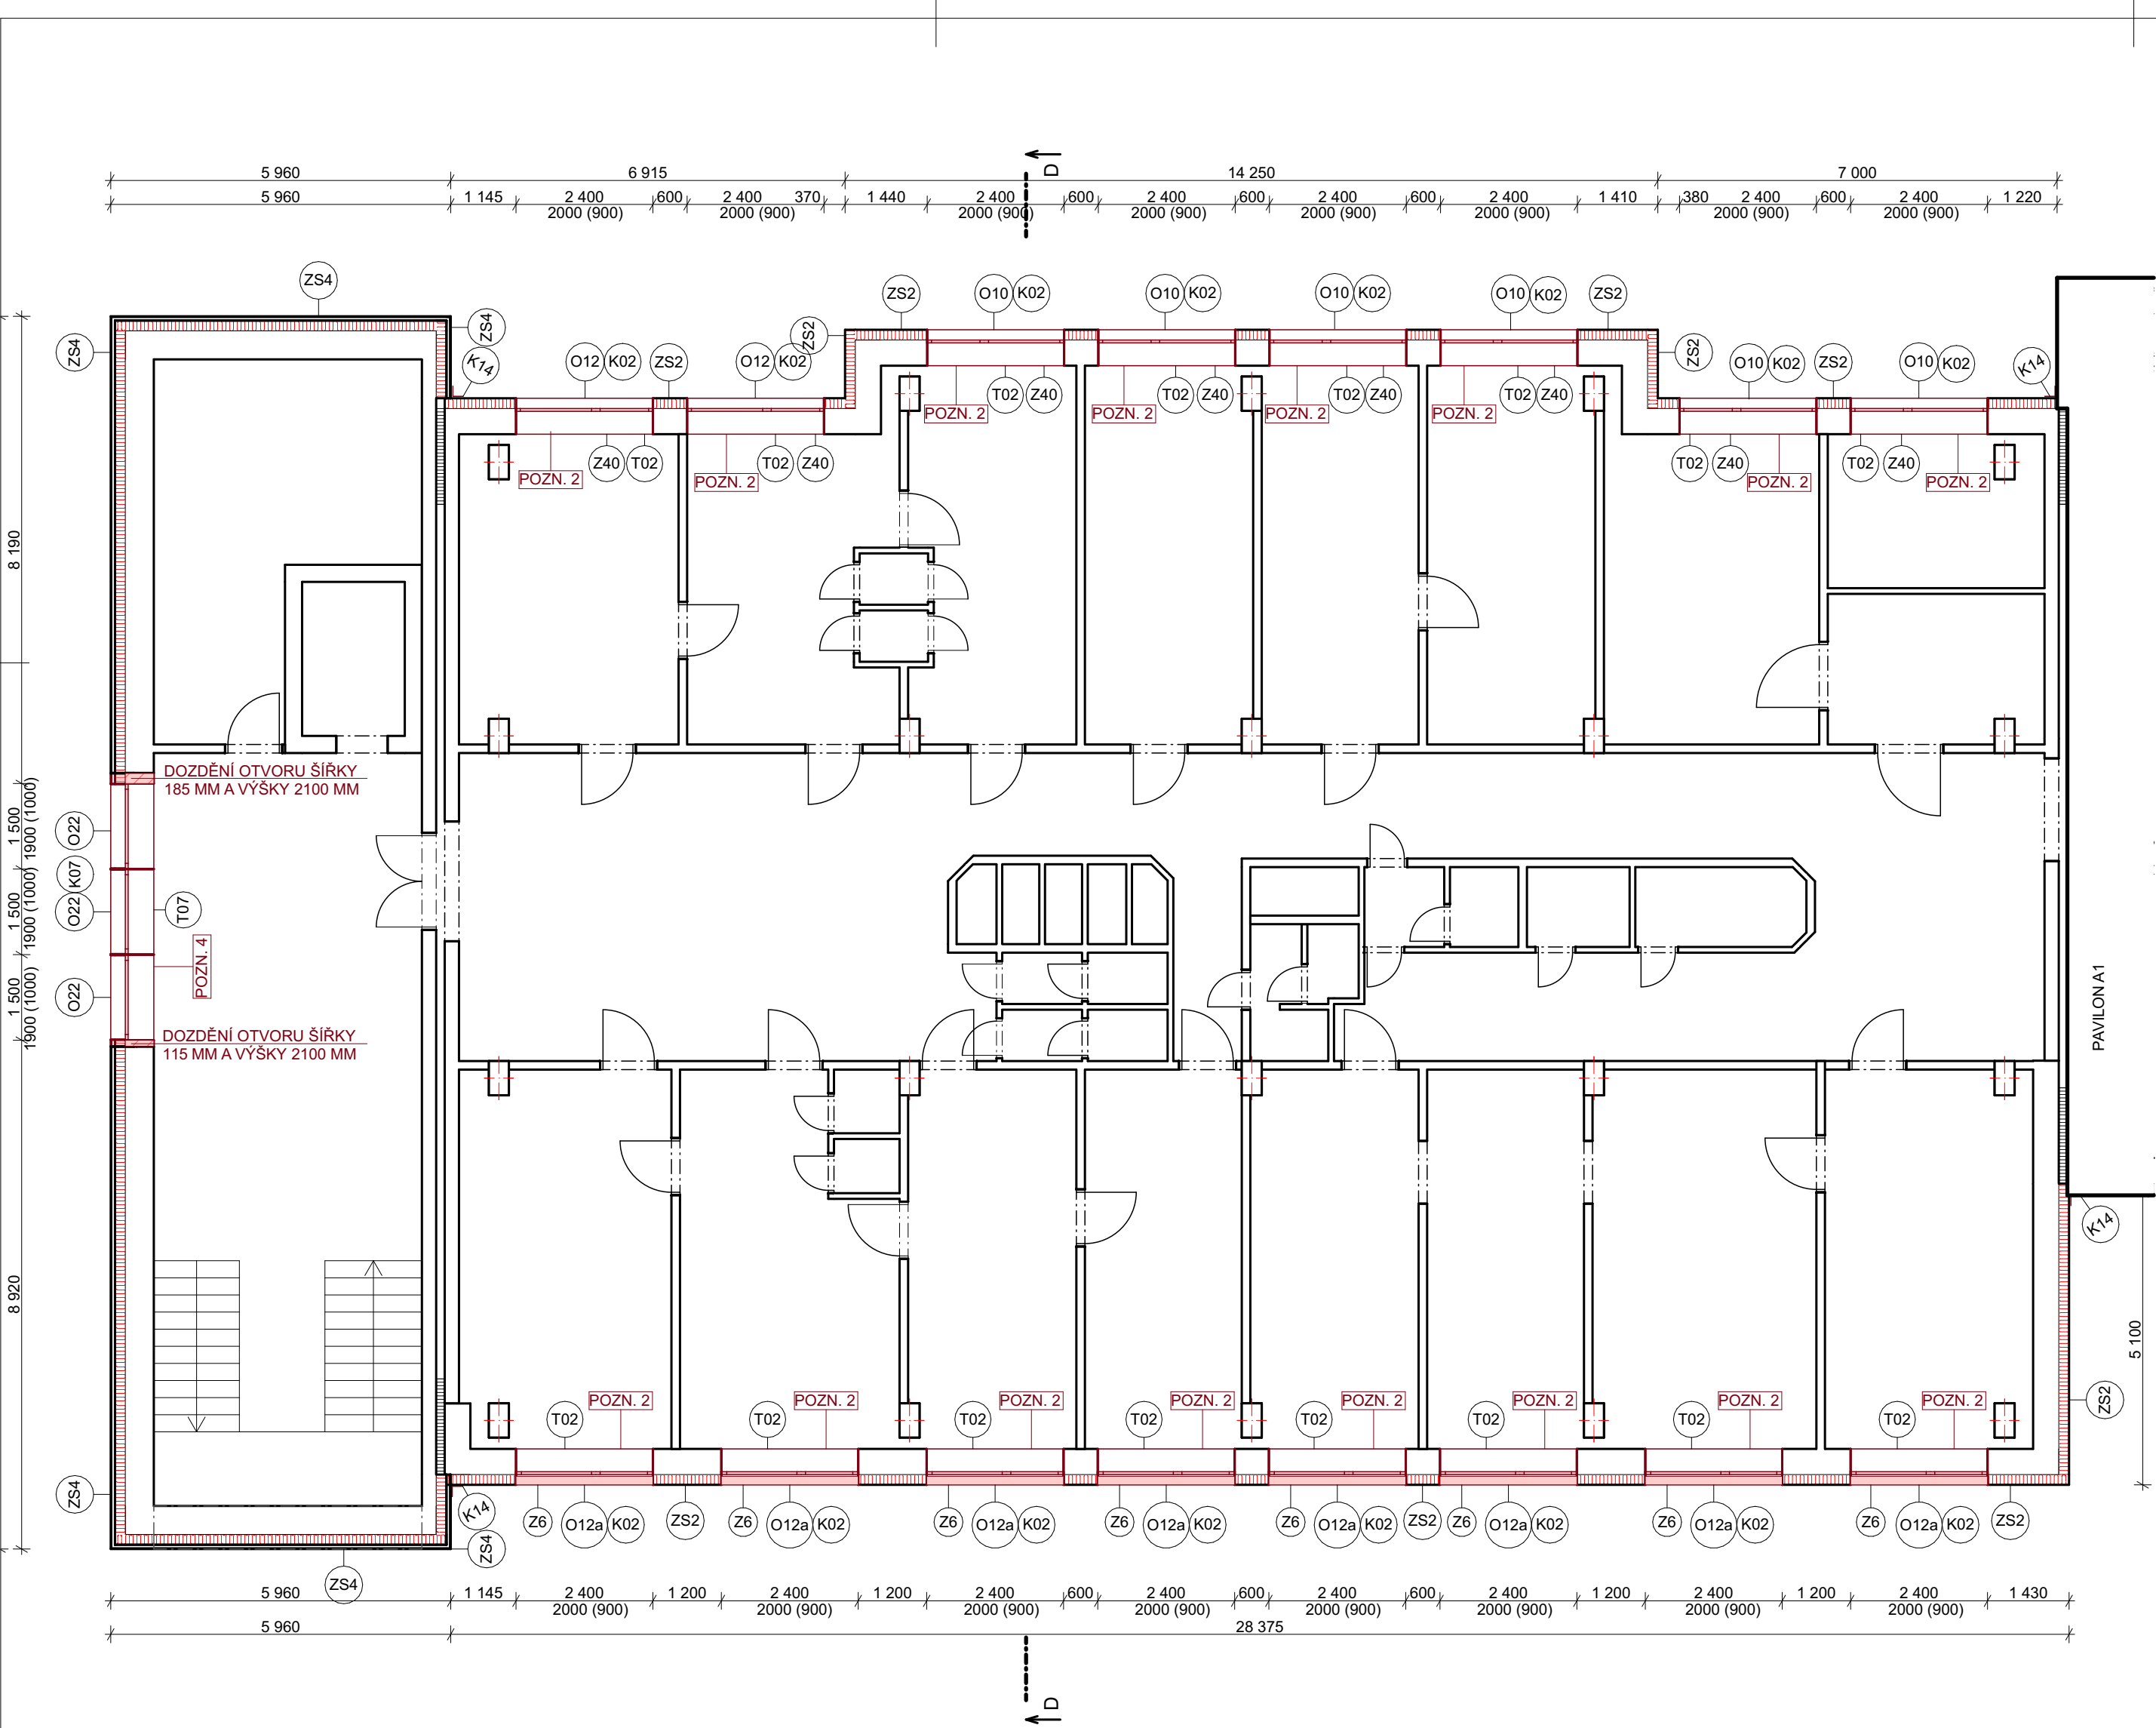 5 960 6 915 14 250 7 000
5 960 1 145 2 400 600 2 400 370 1 440 2 400 600 2 400 600 2 400 600 2 400 1 410 380 2 400 600 2 400 1 220
2000 (900) 2000 (900) 2000 (900) 2000 (900) 2000 (900) 2000 (900) 2000 (900) 2000 (900)
D
ZS4
ZS2 O10 K02 O10 K02 O10 K02 O10 K02 ZS2
ZS4 ZS4 K14 O12 K02 ZS2 O12 K02 ZS2 ZS2 O10 K02 ZS2 O10 K02 K14
T02 Z40 T02 Z40 T02 Z40 T02 Z40
POZN. 2 POZN. 2 POZN. 2 POZN. 2
Z40 T02 T02 Z40 T02 Z40 T02 Z40
POZN. 2 POZN. 2 POZN. 2 POZN. 2
8 190
DOZDĚNÍ OTVORU ŠÍŘKY
185 MM A VÝŠKY 2100 MM
1 500
1900 (1000)
O22
K07
1 500
1900 (1000)
O22
T07
POZN. 4
1 500
1900 (1000)
O22
DOZDĚNÍ OTVORU ŠÍŘKY
115 MM A VÝŠKY 2100 MM
PAVILON A1
K14
8 920
5 100
ZS2
POZN. 2 POZN. 2 POZN. 2 POZN. 2 POZN. 2 POZN. 2 POZN. 2 POZN. 2
T02 T02 T02 T02 T02 T02 T02 T02
ZS4 K14
Z6 O12a K02 ZS2 Z6 O12a K02 Z6 O12a K02 Z6 O12a K02 Z6 O12a K02 ZS2 Z6 O12a K02 Z6 O12a K02 Z6 O12a K02 ZS2
ZS4
ZS4
5 960 1 145 2 400 1 200 2 400 1 200 2 400 600 2 400 600 2 400 600 2 400 1 200 2 400 1 200 2 400 1 430
2000 (900) 2000 (900) 2000 (900) 2000 (900) 2000 (900) 2000 (900) 2000 (900) 2000 (900)
5 960 28 375
D